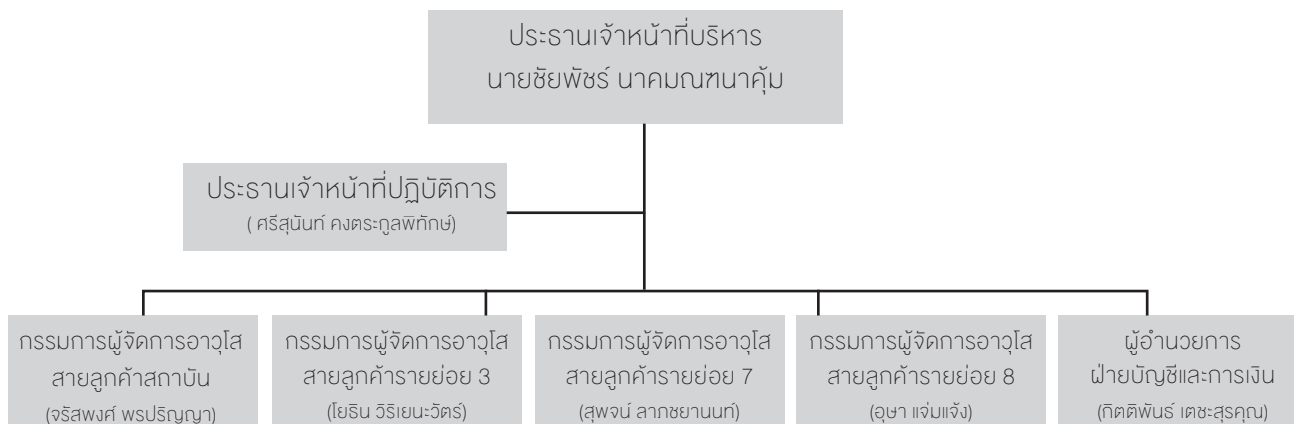 ประธานเจ้าหน้าที่บริหาร
นายชัยพัชร์ นาคมณฑนาคุ้ม
ประธานเจ้าหน้าที่ปฏิบัติการ
( ศรีสุนันท์ คงตระกูลพิทักษ์)
กรรมการผู้จัดการอาวุโส
สายลูกค้าสถาบัน
(จรัสพงศ์ พรปริญญา)
กรรมการผู้จัดการอาวุโส
สายลูกค้ารายย่อย 3
(โยธิน วิริเยนะวัตร์)
กรรมการผู้จัดการอาวุโส
สายลูกค้ารายย่อย 7
(สุพจน์ ลาภชยานนท์)
กรรมการผู้จัดการอาวุโส
สายลูกค้ารายย่อย 8
(อุษา แจ่มแจ้ง)
ผู้อำนวยการ
ฝ่ายบัญชีและการเงิน
(กิตติพันธ์ เตชะสุรคุณ)